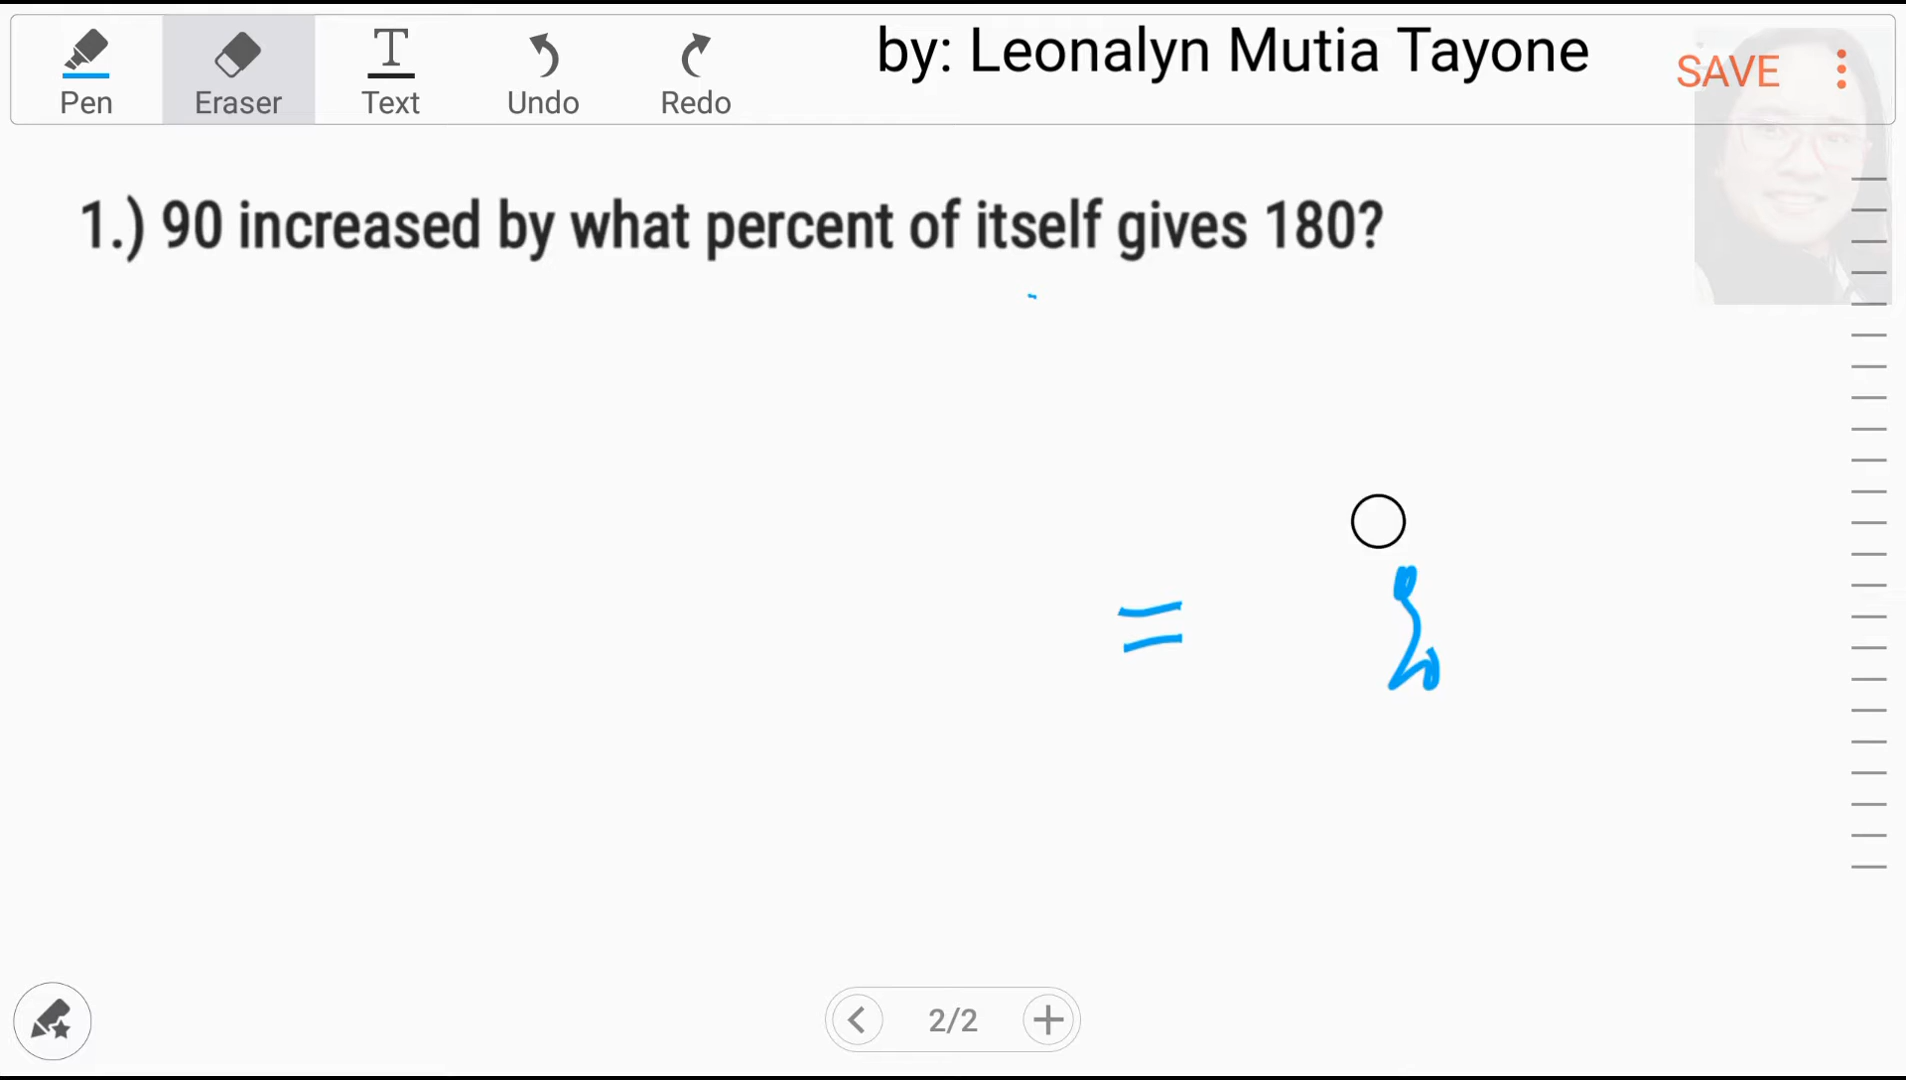 by: Leonalyn Mutia Tayone
SAVE
Pen
Eraser
Text
Undo
Redo
1.) 90 increased by what percent of itself gives 180?
=
2/2